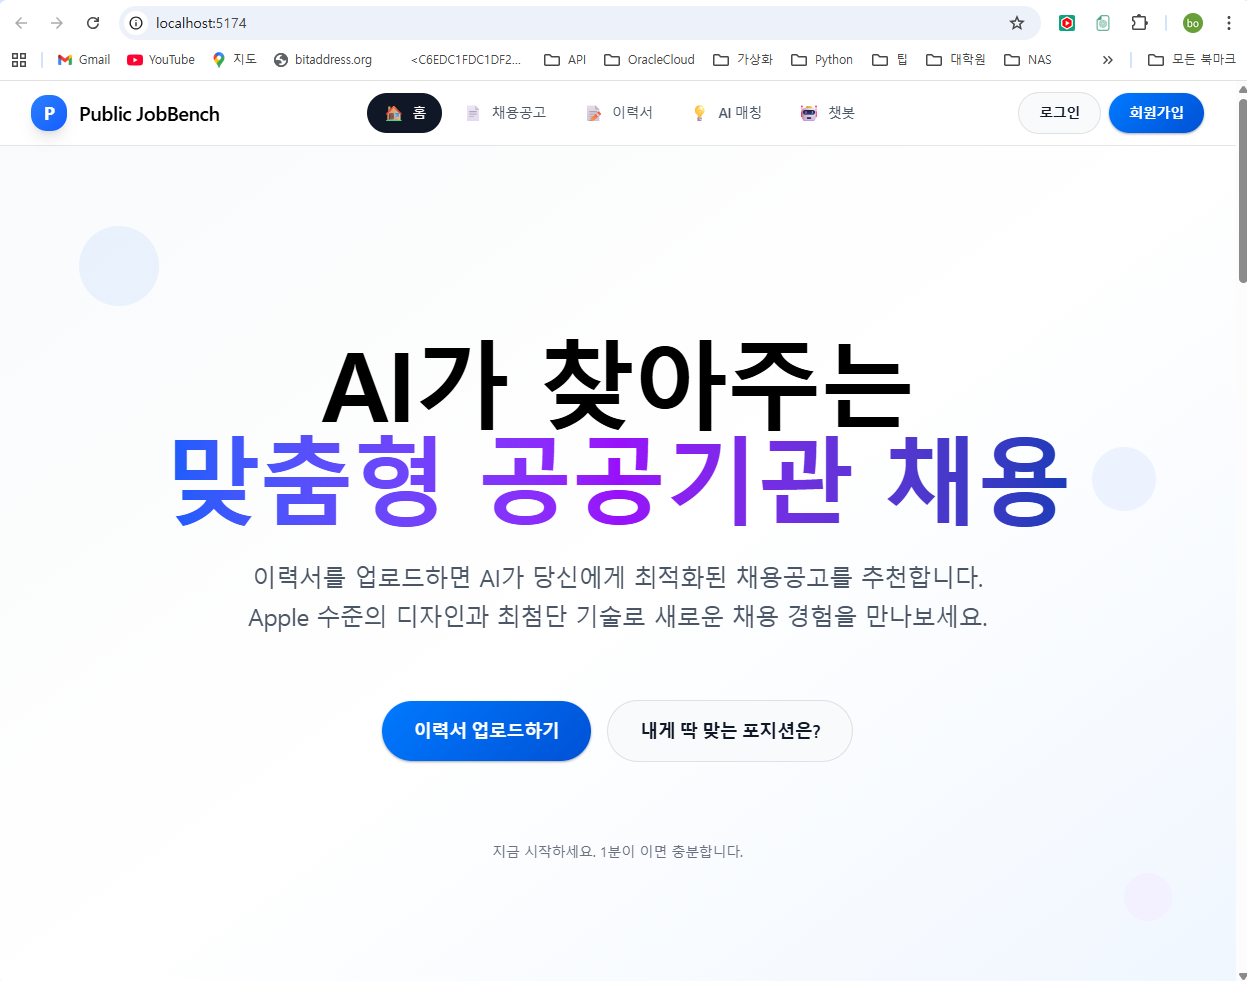 localhost:5174
bo
Gmail
YouTube
지도
bitaddress.org
<C6EDC1FDC1DF2...
API
OracleCloud
가상화
Python
팁
대학원
NAS
모든 북마크
P
Public JobBench
홈
채용공고
이력서
AI 매칭
챗봇
로그인
회원가입
AI가 찾아주는
맞춤형 공공기관 채용
이력서를 업로드하면 AI가 당신에게 최적화된 채용공고를 추천합니다.
Apple 수준의 디자인과 최첨단 기술로 새로운 채용 경험을 만나보세요.
이력서 업로드하기
내게 딱 맞는 포지션은?
지금 시작하세요. 1분이 이면 충분합니다.